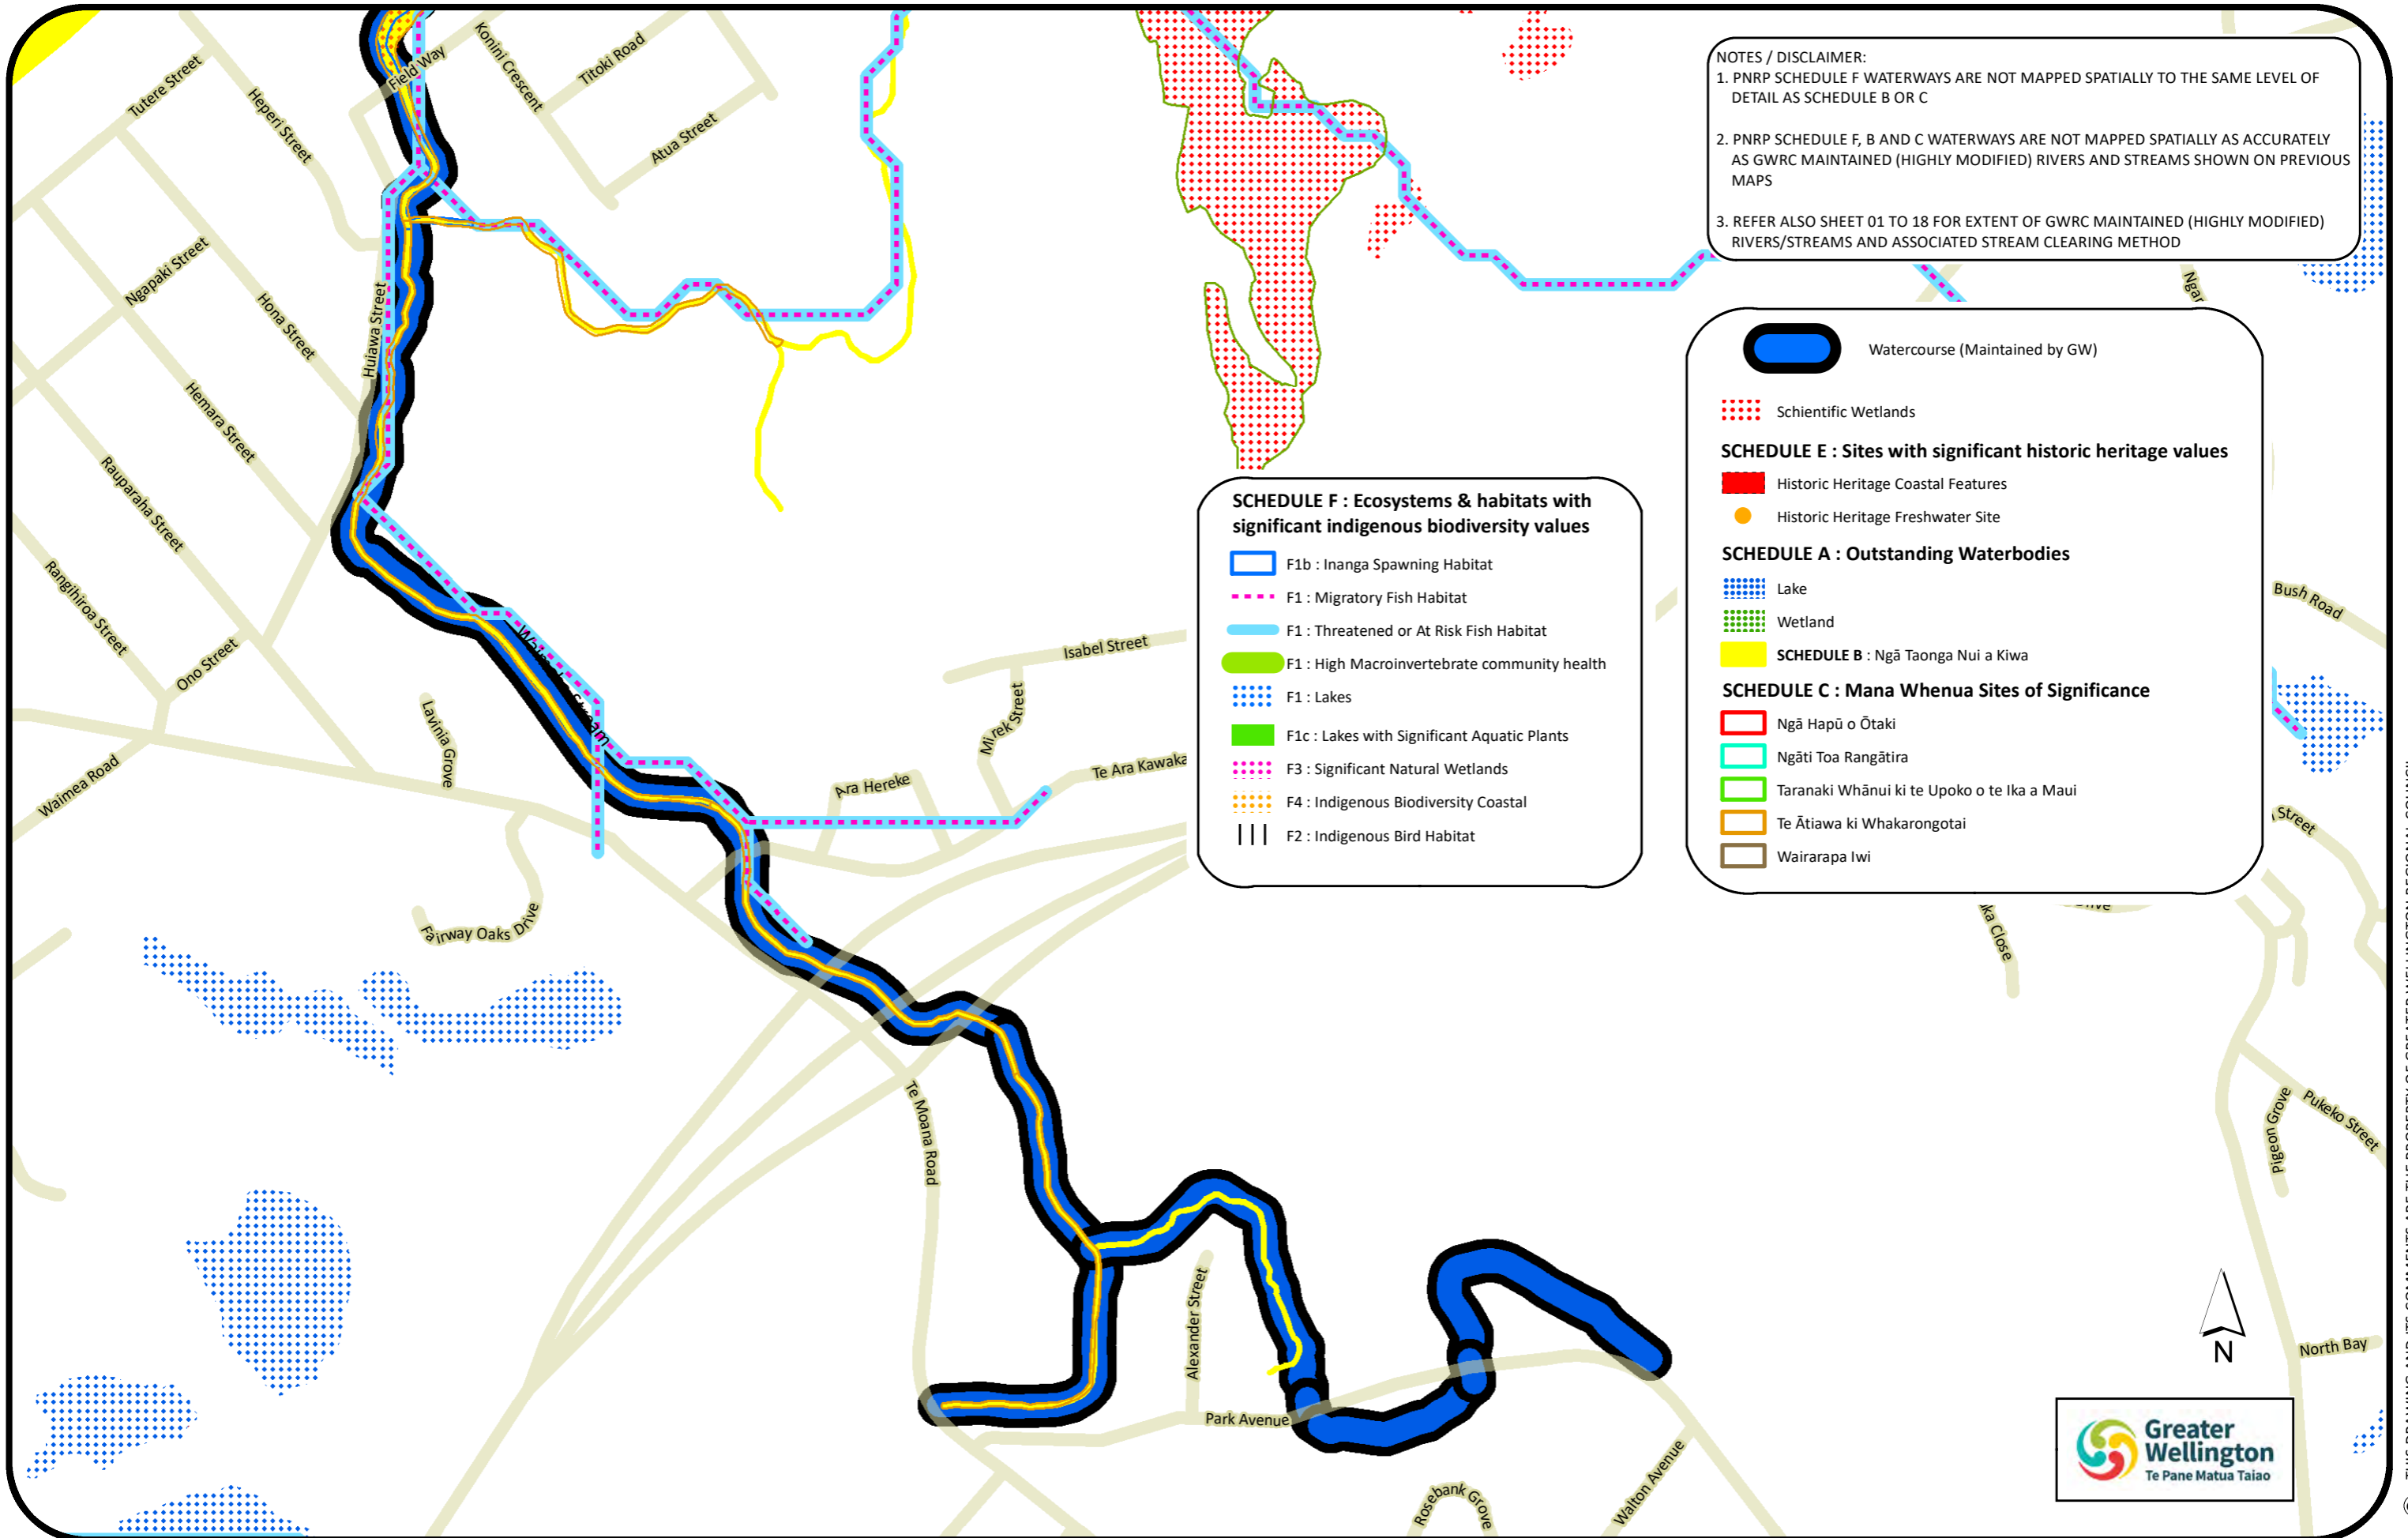 NOTES / DISCLAIMER:
1. PNRP SCHEDULE F WATERWAYS ARE NOT MAPPED SPATIALLY TO THE SAME LEVEL OF
DETAIL AS SCHEDULE B OR C
2. PNRP SCHEDULE F, B AND C WATERWAYS ARE NOT MAPPED SPATIALLY AS ACCURATELY
AS GWRC MAINTAINED (HIGHLY MODIFIED) RIVERS AND STREAMS SHOWN ON PREVIOUS
MAPS
3. REFER ALSO SHEET 01 TO 18 FOR EXTENT OF GWRC MAINTAINED (HIGHLY MODIFIED)
RIVERS/STREAMS AND ASSOCIATED STREAM CLEARING METHOD
Tutere Street
Heperi Street
Field Way
Konini Crescent
Titoki Road
Atua Street
Ngapaki Street
Hona Street
Huiawa Street
Hemara Street
Rauparaha Street
Rangihiroa Street
Ono Street
Waimea Road
Lavinia Grove
Fairway Oaks Drive
Stream
Isabel Street
Mirek Street
Ara Hereke
Te Ara Kawaka
Te Moana Road
Alexander Street
Park Avenue
Rosebank Grove
Walton Avenue
Ngar
Bush Road
Street
ka Close
Pigeon Grove
Pukeko Street
North Bay
SCHEDULE F : Ecosystems & habitats with
significant indigenous biodiversity values
F1b : Inanga Spawning Habitat
F1 : Migratory Fish Habitat
F1 : Threatened or At Risk Fish Habitat
F1 : High Macroinvertebrate community health
F1 : Lakes
F1c : Lakes with Significant Aquatic Plants
F3 : Significant Natural Wetlands
F4 : Indigenous Biodiversity Coastal
F2 : Indigenous Bird Habitat
Watercourse (Maintained by GW)
Schientific Wetlands
SCHEDULE E : Sites with significant historic heritage values
Historic Heritage Coastal Features
Historic Heritage Freshwater Site
SCHEDULE A : Outstanding Waterbodies
Lake
Wetland
SCHEDULE B : Ngā Taonga Nui a Kiwa
SCHEDULE C : Mana Whenua Sites of Significance
Ngā Hapū o Ōtaki
Ngāti Toa Rangātira
Taranaki Whānui ki te Upoko o te Ika a Maui
Te Ātiawa ki Whakarongotai
Wairarapa Iwi
N
Greater
Wellington
Te Pane Matua Taiao